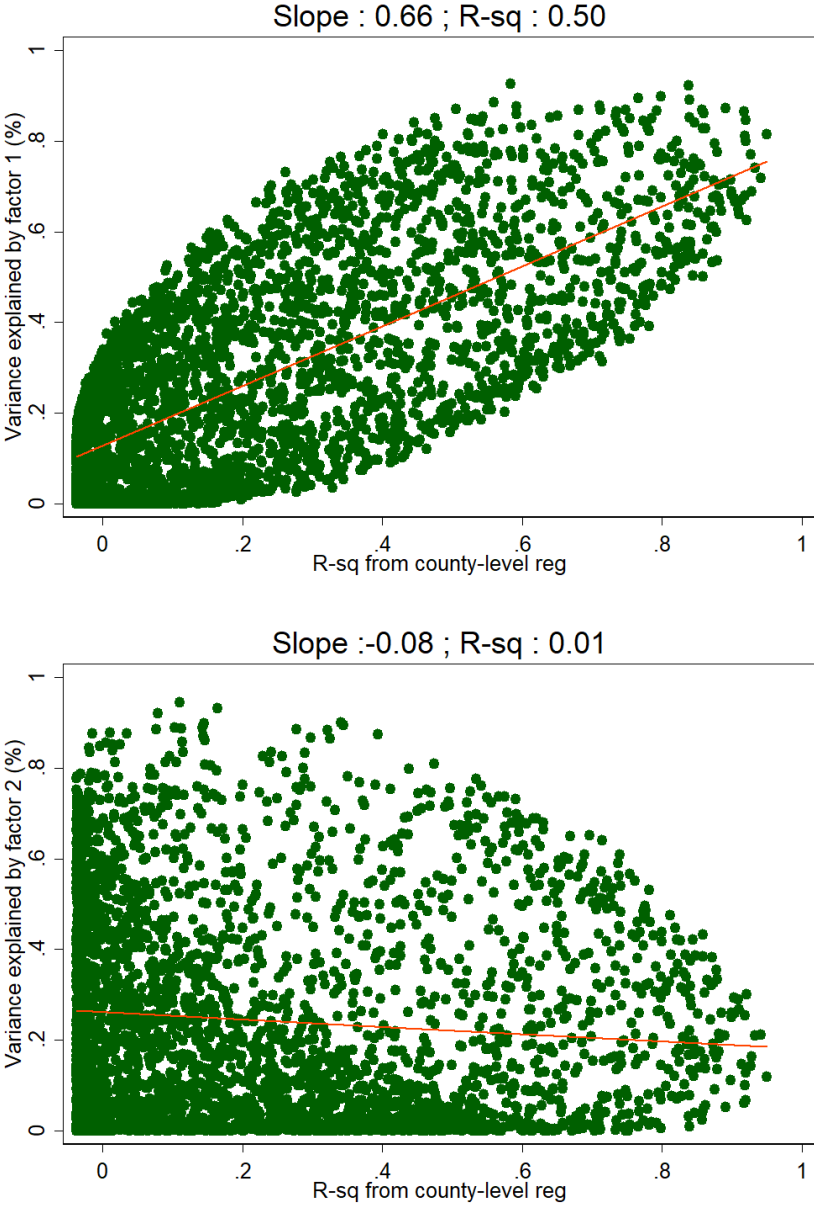 Slope : 0.66 ; R-sq : 0.50
Variance explained by factor 1 (%)
1
.8
.6
.4
.2
0
0 .2 .4 .6 .8 1
R-sq from county-level reg
Slope :-0.08 ; R-sq : 0.01
Variance explained by factor 2 (%)
1
.8
.6
.4
.2
0
0 .2 .4 .6 .8 1
R-sq from county-level reg